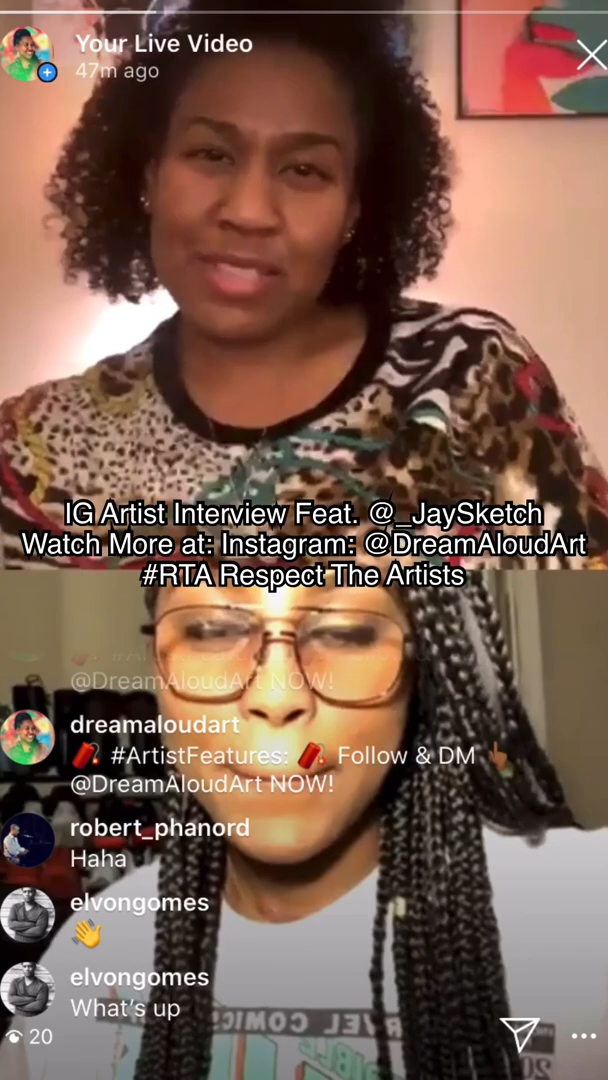 Your Live Video
47m ago
IG Artist Interview Feat. @_JaySketch
Watch More at: Instagram: @DreamAloudArt
#RTA Respect The Artists
@DreamAloudArt NOW!
dreamaloudart
🧧 #ArtistFeatures: 🧧 Follow & DM 👆🏾
@DreamAloudArt NOW!
robert_phanord
Haha
elvongomes
👋
elvongomes
What's up
20